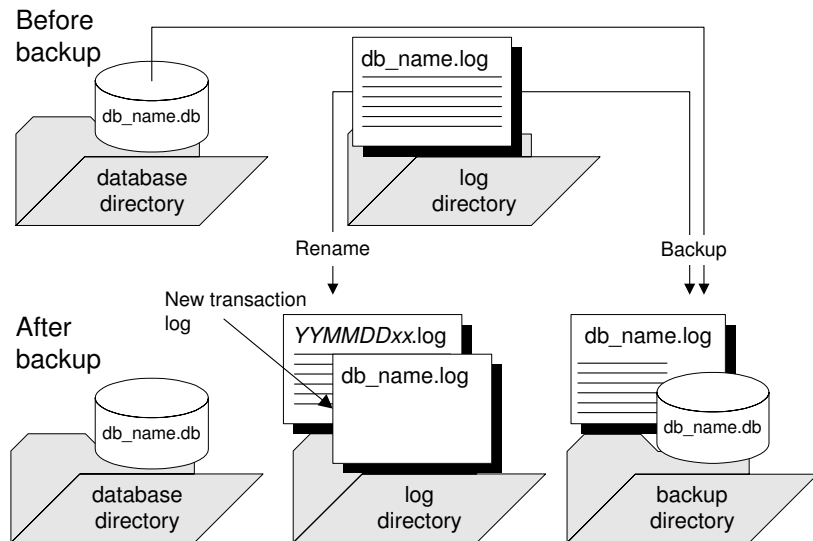 Before
backup
db_name.db
db_name.log
database
directory
log
directory
Rename
Backup
New transaction
log
After
backup
YYMMDDxx.log
db_name.log
db_name.log
db_name.db
db_name.db
database
directory
log
directory
backup
directory